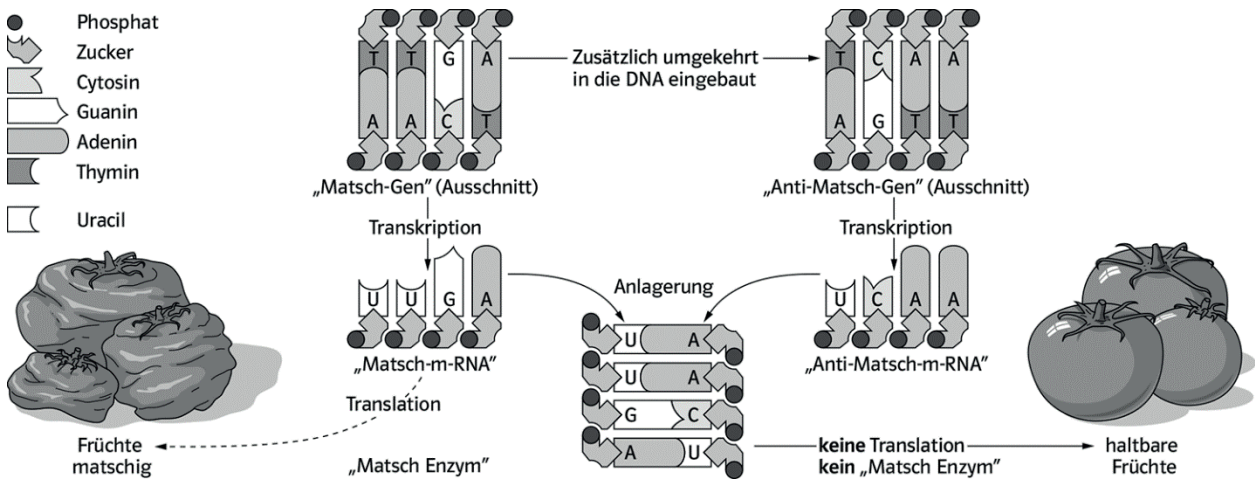 Phosphat
Zucker
Cytosin
Guanin
Adenin
Thymin
Uracil
T T G A
A A C T
„Matsch-Gen” (Ausschnitt)
Zusätzlich umgekehrt
in die DNA eingebaut
T C A A
A G T T
„Anti-Matsch-Gen” (Ausschnitt)
Transkription
Transkription
U U G A
„Matsch-m-RNA”
Anlagerung
U A
U A
G C
A U
U C A A
„Anti-Matsch-m-RNA”
Translation
Früchte
matschig
„Matsch Enzym”
keine Translation
kein „Matsch Enzym”
haltbare
Früchte